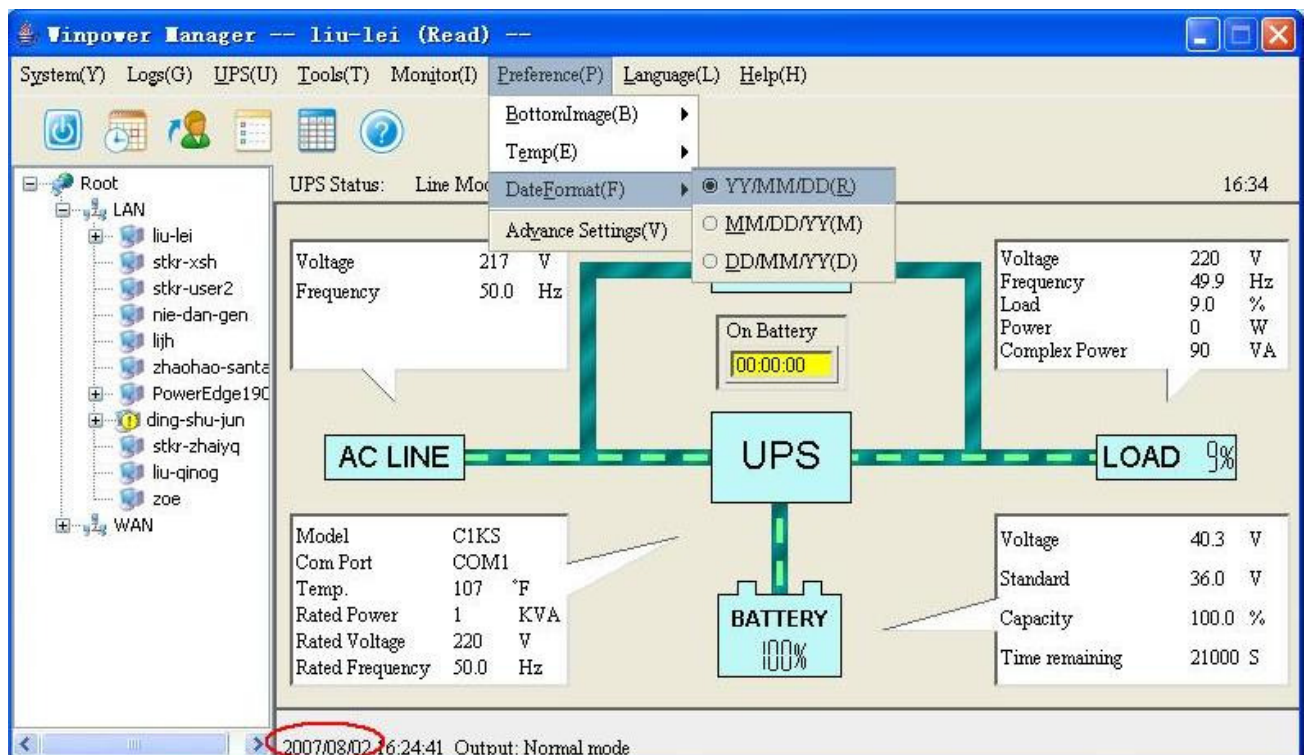 Winpower Manager -- liu-lei (Read) --
System(Y) Logs(G) UPS(U) Tools(T) Monitor(I) Preference(P) Language(L) Help(H)
BottomImage(B)
Temp(E)
DateFormat(F)
Advance Settings(V)
YY/MM/DD(R)
MM/DD/YY(M)
DD/MM/YY(D)
Root
LAN
liu-lei
stkr-xsh
stkr-user2
nie-dan-gen
lijh
zhaohao-santa
PowerEdge190
ding-shu-jun
stkr-zhaiyq
liu-qinog
zoe
WAN
UPS Status: Line Mod
16:34
Voltage 217 V
Frequency 50.0 Hz
On Battery
00:00:00
Voltage 220 V
Frequency 49.9 Hz
Load 9.0 %
Power 0 W
Complex Power 90 VA
AC LINE
UPS
LOAD 9%
Model C1KS
Com Port COM1
Temp. 107 °F
Rated Power 1 KVA
Rated Voltage 220 V
Rated Frequency 50.0 Hz
BATTERY
100%
Voltage 40.3 V
Standard 36.0 V
Capacity 100.0 %
Time remaining 21000 S
2007/08/02 16:24:41 Output: Normal mode